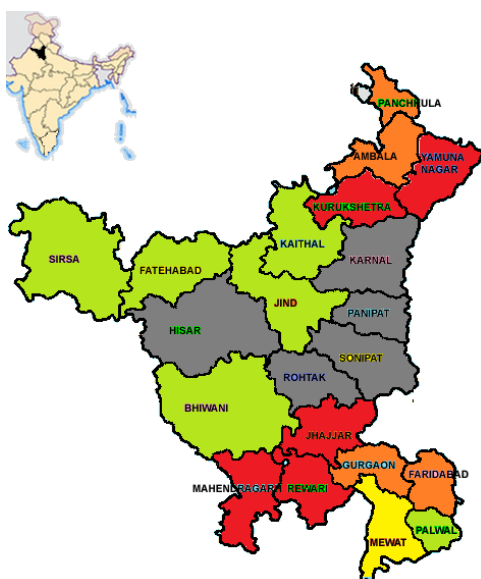 PANCHKULA
AMBALA
YAMUNA
NAGAR
KURUKSHETRA
KAITHAL
KARNAL
SIRSA
FATEHABAD
JIND
PANIPAT
HISAR
SONIPAT
ROHTAK
BHIWANI
JHAJJAR
GURGAON
FARIDABAD
MAHENDRAGARH
REWARI
PALWAL
MEWAT